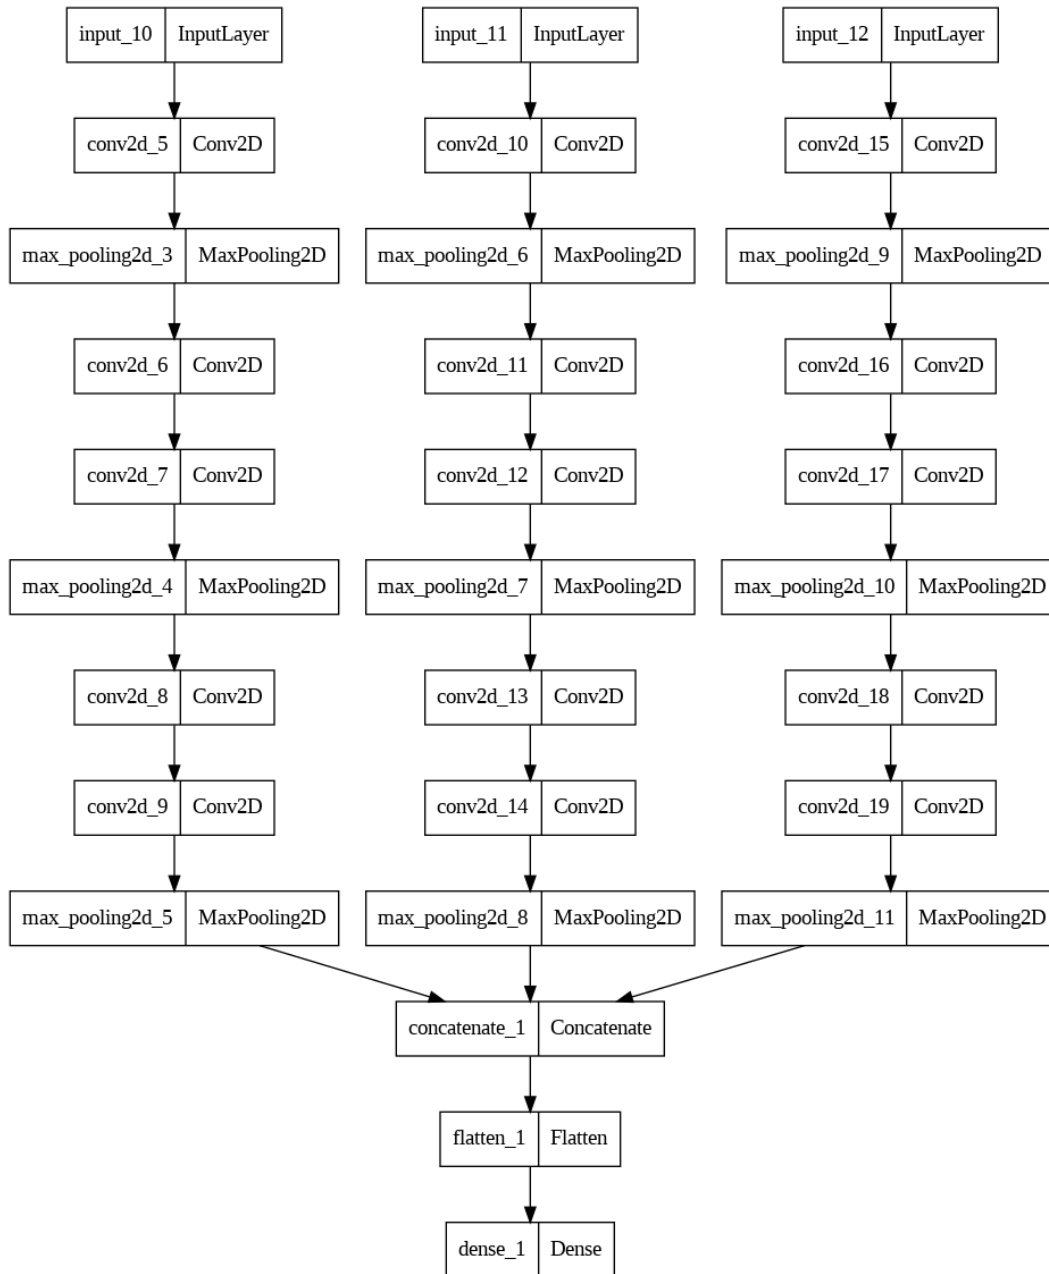 input_10 InputLayer input_11 InputLayer input_12 InputLayer
conv2d_5 Conv2D conv2d_10 Conv2D conv2d_15 Conv2D
max_pooling2d_3 MaxPooling2D max_pooling2d_6 MaxPooling2D max_pooling2d_9 MaxPooling2D
conv2d_6 Conv2D conv2d_11 Conv2D conv2d_16 Conv2D
conv2d_7 Conv2D conv2d_12 Conv2D conv2d_17 Conv2D
max_pooling2d_4 MaxPooling2D max_pooling2d_7 MaxPooling2D max_pooling2d_10 MaxPooling2D
conv2d_8 Conv2D conv2d_13 Conv2D conv2d_18 Conv2D
conv2d_9 Conv2D conv2d_14 Conv2D conv2d_19 Conv2D
max_pooling2d_5 MaxPooling2D max_pooling2d_8 MaxPooling2D max_pooling2d_11 MaxPooling2D
concatenate_1 Concatenate
flatten_1 Flatten
dense_1 Dense